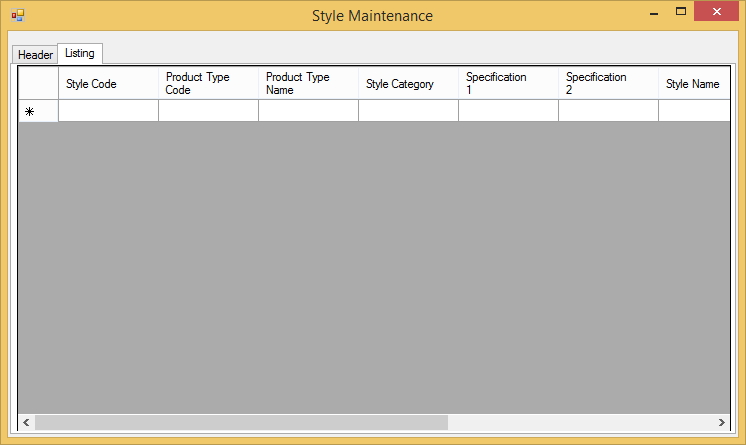 Style Maintenance
Header Listing
Style Code Product Type Code Product Type Name Style Category Specification 1 Specification 2 Style Name